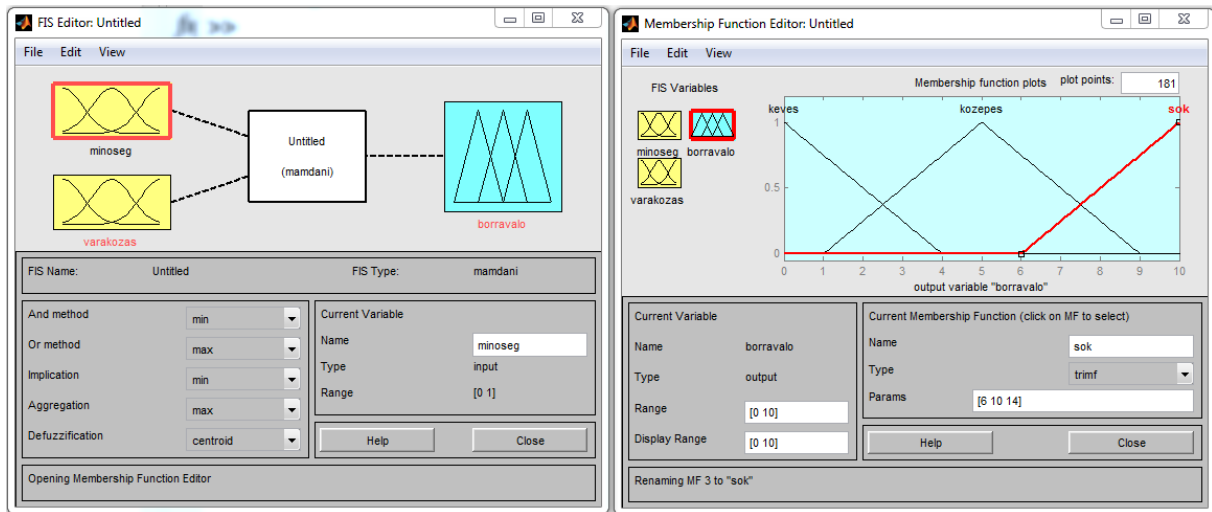 FIS Editor: Untitled
File Edit View
minoseg
varakozas
Untitled
(mamdani)
borravalo
FIS Name: Untitled FIS Type: mamdani
And method min
Or method max
Implication min
Aggregation max
Defuzzification centroid
Current Variable
Name minoseg
Type input
Range [0 1]
Help Close
Opening Membership Function Editor
Membership Function Editor: Untitled
File Edit View
FIS Variables
minoseg borravalo
varakozas
Membership function plots plot points: 181
keves kozepes sok
1
0.5
0
0 1 2 3 4 5 6 7 8 9 10
output variable "borravalo"
Current Variable
Name borravalo
Type output
Range [0 10]
Display Range [0 10]
Current Membership Function (click on MF to select)
Name sok
Type trimf
Params [6 10 14]
Help Close
Renaming MF 3 to "sok"